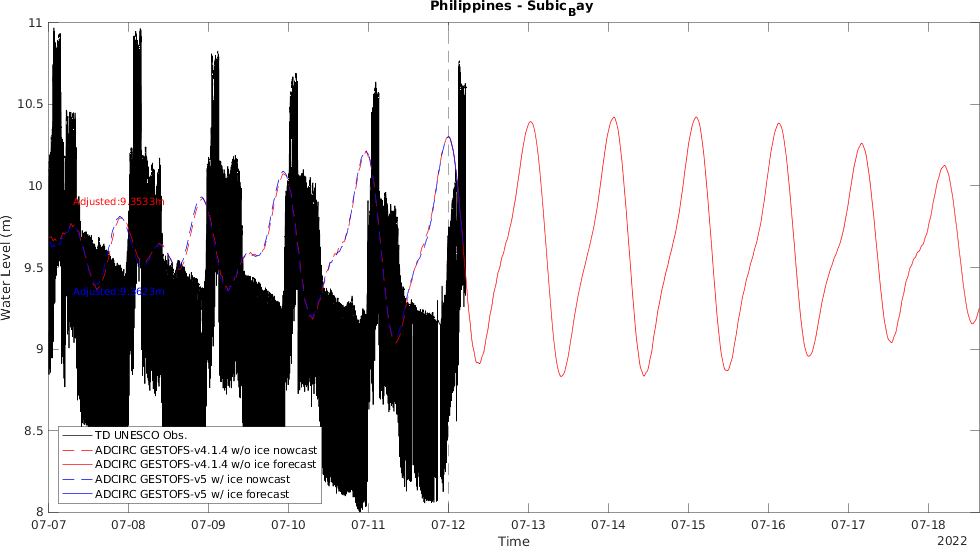 Philippines - Subic_Bay
11
10.5
10
9.5
9
8.5
8
Water Level (m)
Adjusted:9.3533m
TD UNESCO Obs.
ADCIRC GESTOFS-v4.1.4 w/o ice nowcast
ADCIRC GESTOFS-v4.1.4 w/o ice forecast
ADCIRC GESTOFS-v5 w/ ice nowcast
ADCIRC GESTOFS-v5 w/ ice forecast
07-07 07-08 07-09 07-10 07-11 07-12 07-13 07-14 07-15 07-16 07-17 07-18
Time
2022